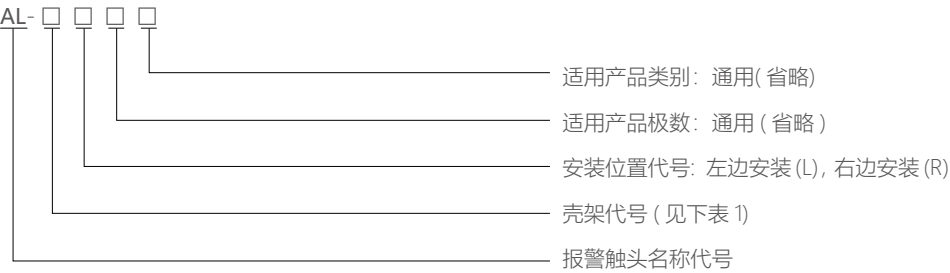 AL-□ □ □ □
适用产品类别：通用( 省略)
适用产品极数：通用 ( 省略 )
安装位置代号: 左边安装 (L) , 右边安装 (R)
壳架代号 ( 见下表 1)
报警触头名称代号